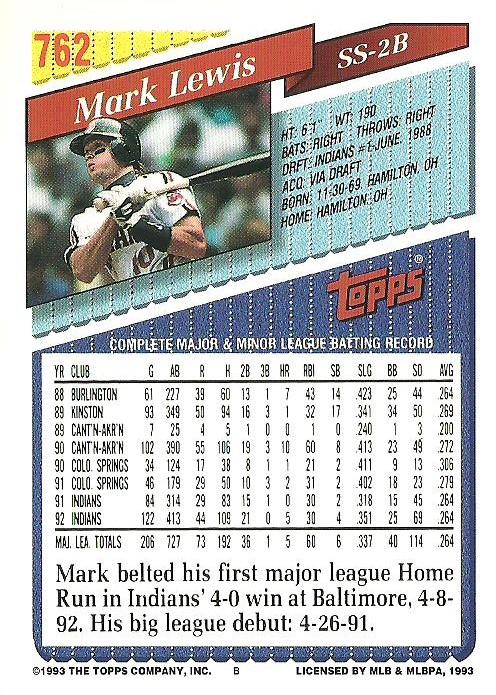 762
Mark Lewis
SS-2B
HT: 6'1" WT: 190
BATS: RIGHT THROWS: RIGHT
DRFT: INDIANS #1-JUNE, 1988
ACQ: VIA DRAFT
BORN: 11-30-69, HAMILTON, OH
HOME: HAMILTON, OH
TOPPS®
COMPLETE MAJOR & MINOR LEAGUE BATTING RECORD
YR CLUB G AB R H 2B 3B HR RBI SB SLG BB SO AVG
88 BURLINGTON 61 227 39 60 13 1 7 43 14 .423 25 44 .264
89 KINSTON 93 349 50 94 16 3 1 32 17 .341 34 50 .269
89 CANT'N-AKR'N 7 25 4 5 1 0 0 1 0 .240 1 3 .200
90 CANT'N-AKR'N 102 390 55 106 19 3 10 60 8 .413 23 49 .272
90 COLO. SPRINGS 34 124 17 38 8 1 1 21 2 .411 9 13 .306
91 COLO. SPRINGS 46 179 29 50 10 3 2 31 2 .402 18 23 .279
91 INDIANS 84 314 29 83 15 1 0 30 2 .318 15 45 .264
92 INDIANS 122 413 44 109 21 0 5 30 4 .351 25 69 .264
MAJ. LEA. TOTALS 206 727 73 192 36 1 5 60 6 .337 40 114 .264
Mark belted his first major league Home
Run in Indians' 4-0 win at Baltimore, 4-8-
92. His big league debut: 4-26-91.
©1993 THE TOPPS COMPANY, INC. B LICENSED BY MLB & MLBPA, 1993